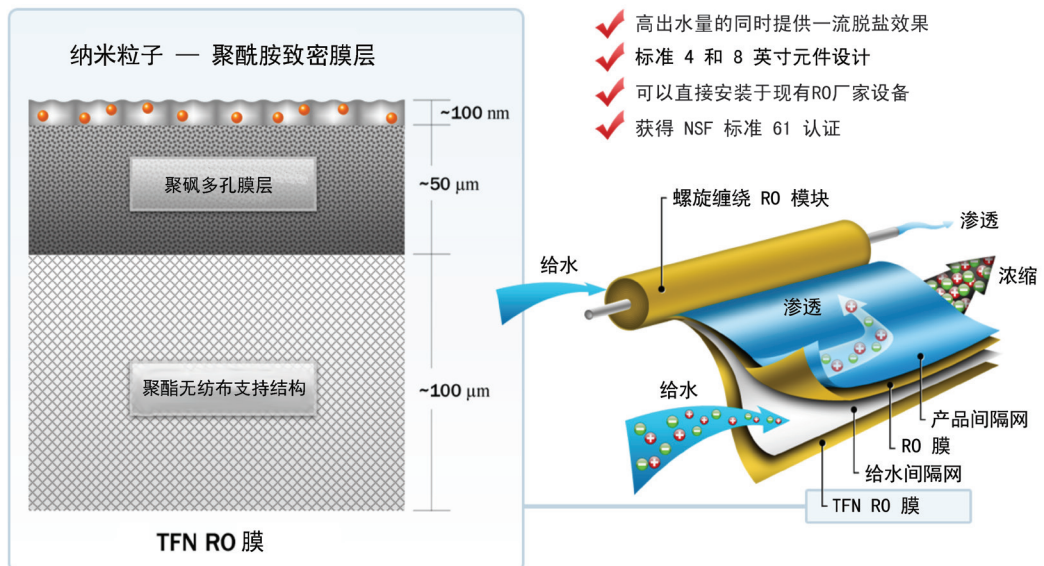 纳米粒子 — 聚酰胺致密膜层
~100 nm
聚砜多孔膜层
~50 μm
聚酯无纺布支持结构
~100 μm
TFN RO 膜
高出水量的同时提供一流脱盐效果
标准 4 和 8 英寸元件设计
可以直接安装于现有RO厂家设备
获得 NSF 标准 61 认证
螺旋缠绕 RO 模块
渗透
给水
浓缩
渗透
给水
产品间隔网
RO 膜
给水间隔网
TFN RO 膜